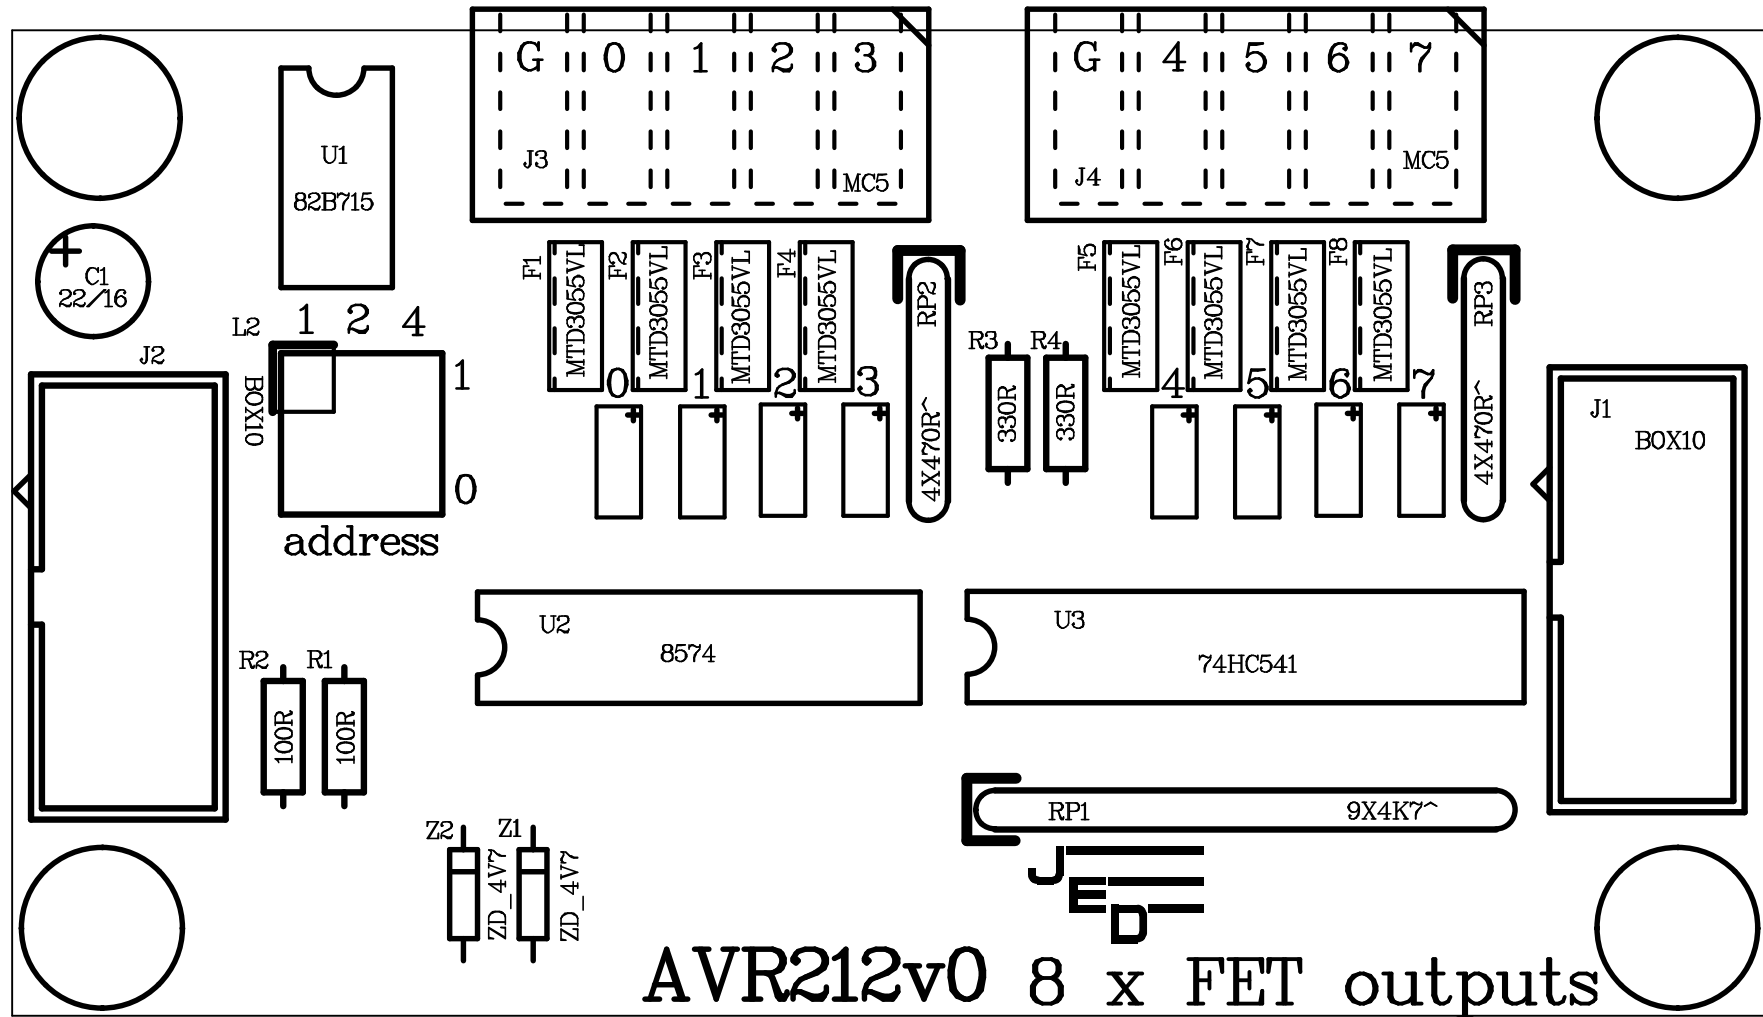 G 0 1 2 3
G 4 5 6 7
J3
MC5
J4
MC5
U1
82B715
C1
22/16
F1
MTD3055VL
F2
MTD3055VL
F3
MTD3055VL
F4
MTD3055VL
RP2
4X470R^
F5
MTD3055VL
F6
MTD3055VL
F7
MTD3055VL
F8
MTD3055VL
RP3
4X470R^
L2
1 2 4
BOX10
1
0
address
J2
R3
330R
R4
330R
0 1 2 3
4 5 6 7
J1
BOX10
U2
8574
U3
74HC541
R2
100R
R1
100R
RP1
9X4K7^
Z2
ZD_4V7
Z1
ZD_4V7
JED
AVR212v0 8 x FET outputs